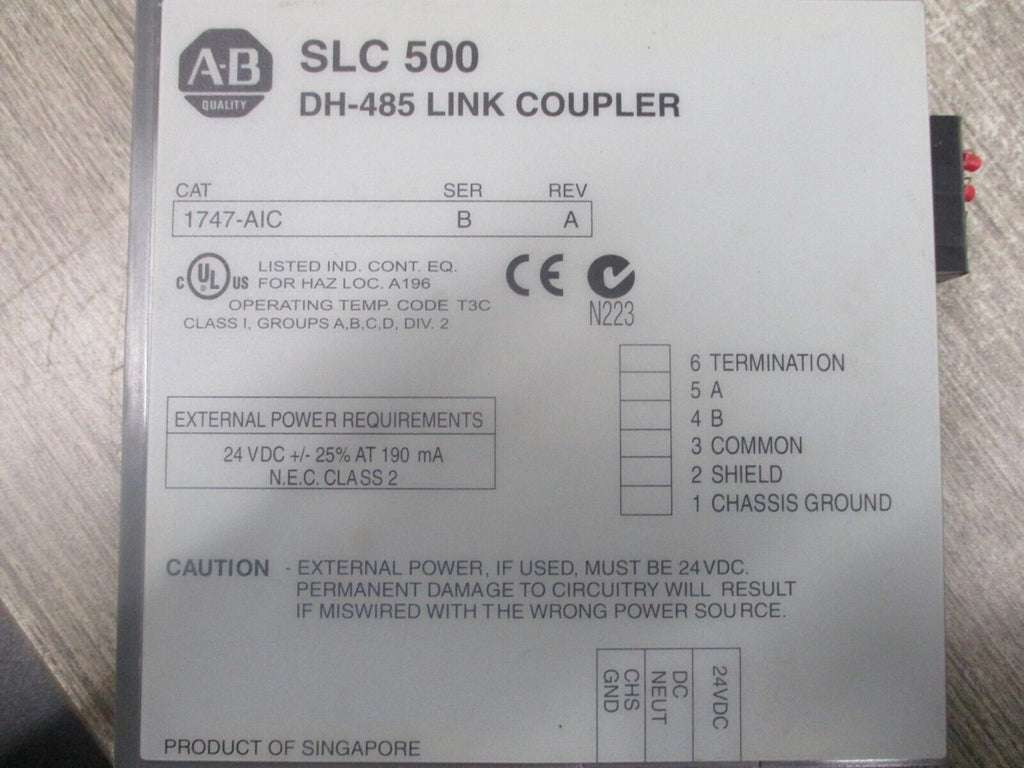 A·B
QUALITY
SLC 500
DH-485 LINK COUPLER
CAT SER REV
1747-AIC B A
C UL US
LISTED IND. CONT. EQ.
FOR HAZ LOC. A196
OPERATING TEMP. CODE T3C
CLASS I, GROUPS A,B,C,D, DIV. 2
CE
N223
6 TERMINATION
5 A
4 B
3 COMMON
2 SHIELD
1 CHASSIS GROUND
EXTERNAL POWER REQUIREMENTS
24 VDC +/- 25% AT 190 mA
N.E.C. CLASS 2
CAUTION - EXTERNAL POWER, IF USED, MUST BE 24 VDC.
PERMANENT DAMAGE TO CIRCUITRY WILL RESULT
IF MISWIRED WITH THE WRONG POWER SOURCE.
CHS
GND
DC
NEUT
24VDC
PRODUCT OF SINGAPORE